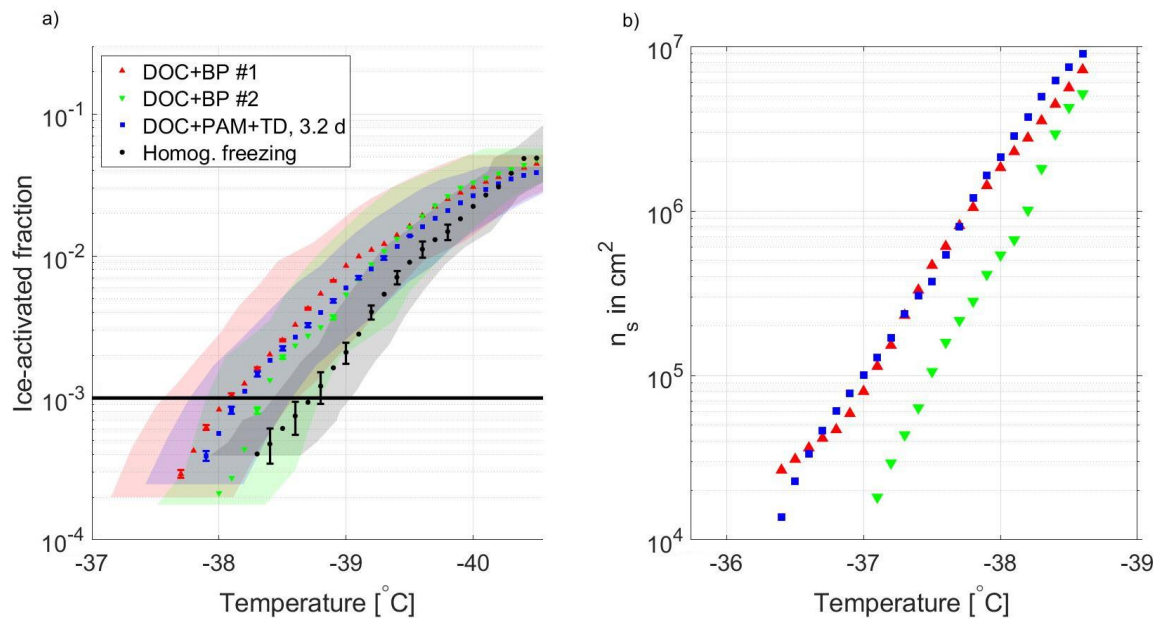 a)
DOC+BP #1
DOC+BP #2
DOC+PAM+TD, 3.2 d
Homog. freezing
Ice-activated fraction
10^-1
10^-2
10^-3
10^-4
-37
-38
-39
-40
Temperature [°C]
b)
n_s in cm^2
10^7
10^6
10^5
10^4
-36
-37
-38
-39
Temperature [°C]